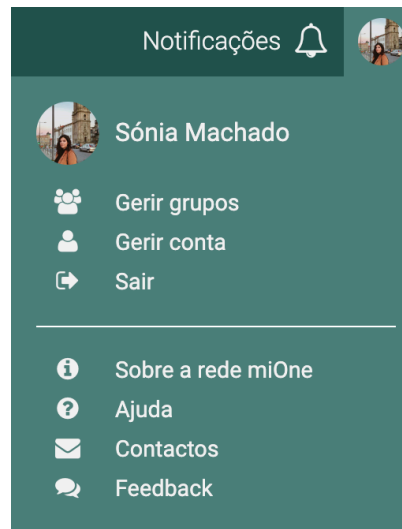 Notificações
Sónia Machado
Gerir grupos
Gerir conta
Sair
Sobre a rede miOne
Ajuda
Contactos
Feedback